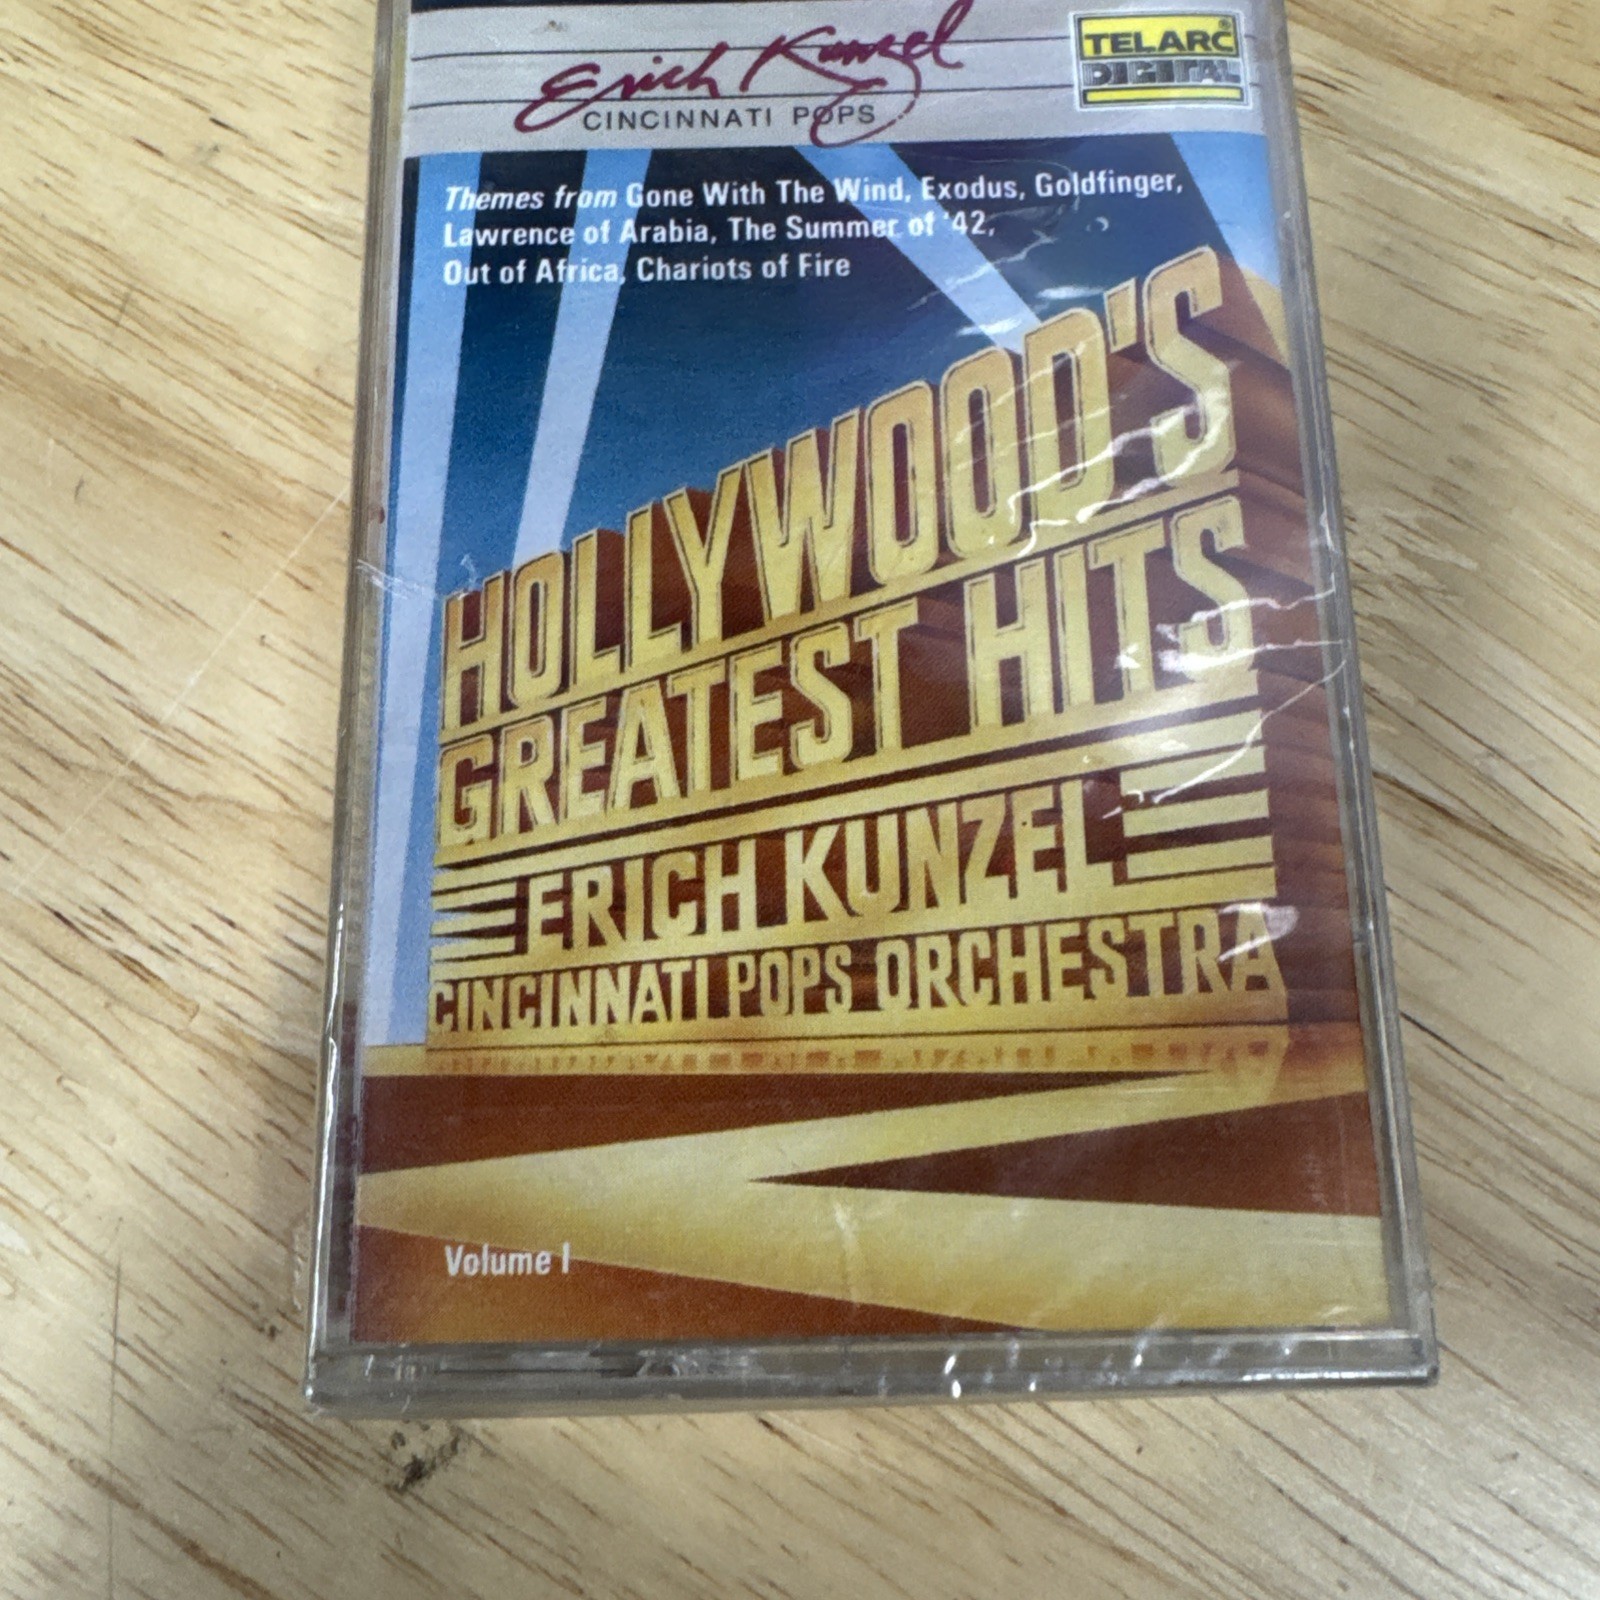 Erich Kunzel
CINCINNATI POPS
TELARC®
DIGITAL
Themes from Gone With The Wind, Exodus, Goldfinger,
Lawrence of Arabia, The Summer of '42,
Out of Africa, Chariots of Fire
HOLLYWOOD'S
GREATEST HITS
ERICH KUNZEL
CINCINNATI POPS ORCHESTRA
Volume I